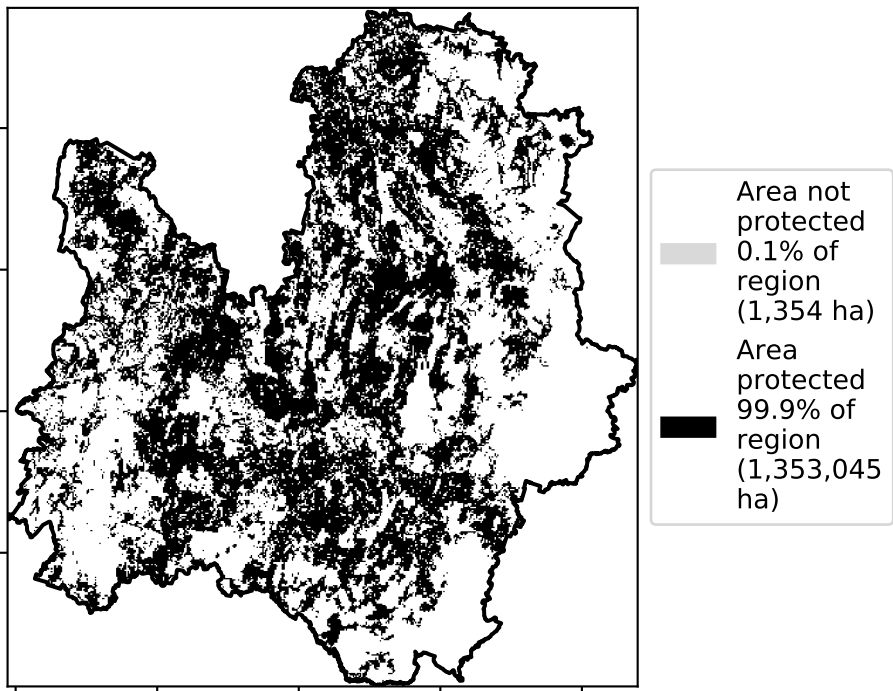 Area not
protected
0.1% of
region
(1,354 ha)
Area
protected
99.9% of
region
(1,353,045
ha)